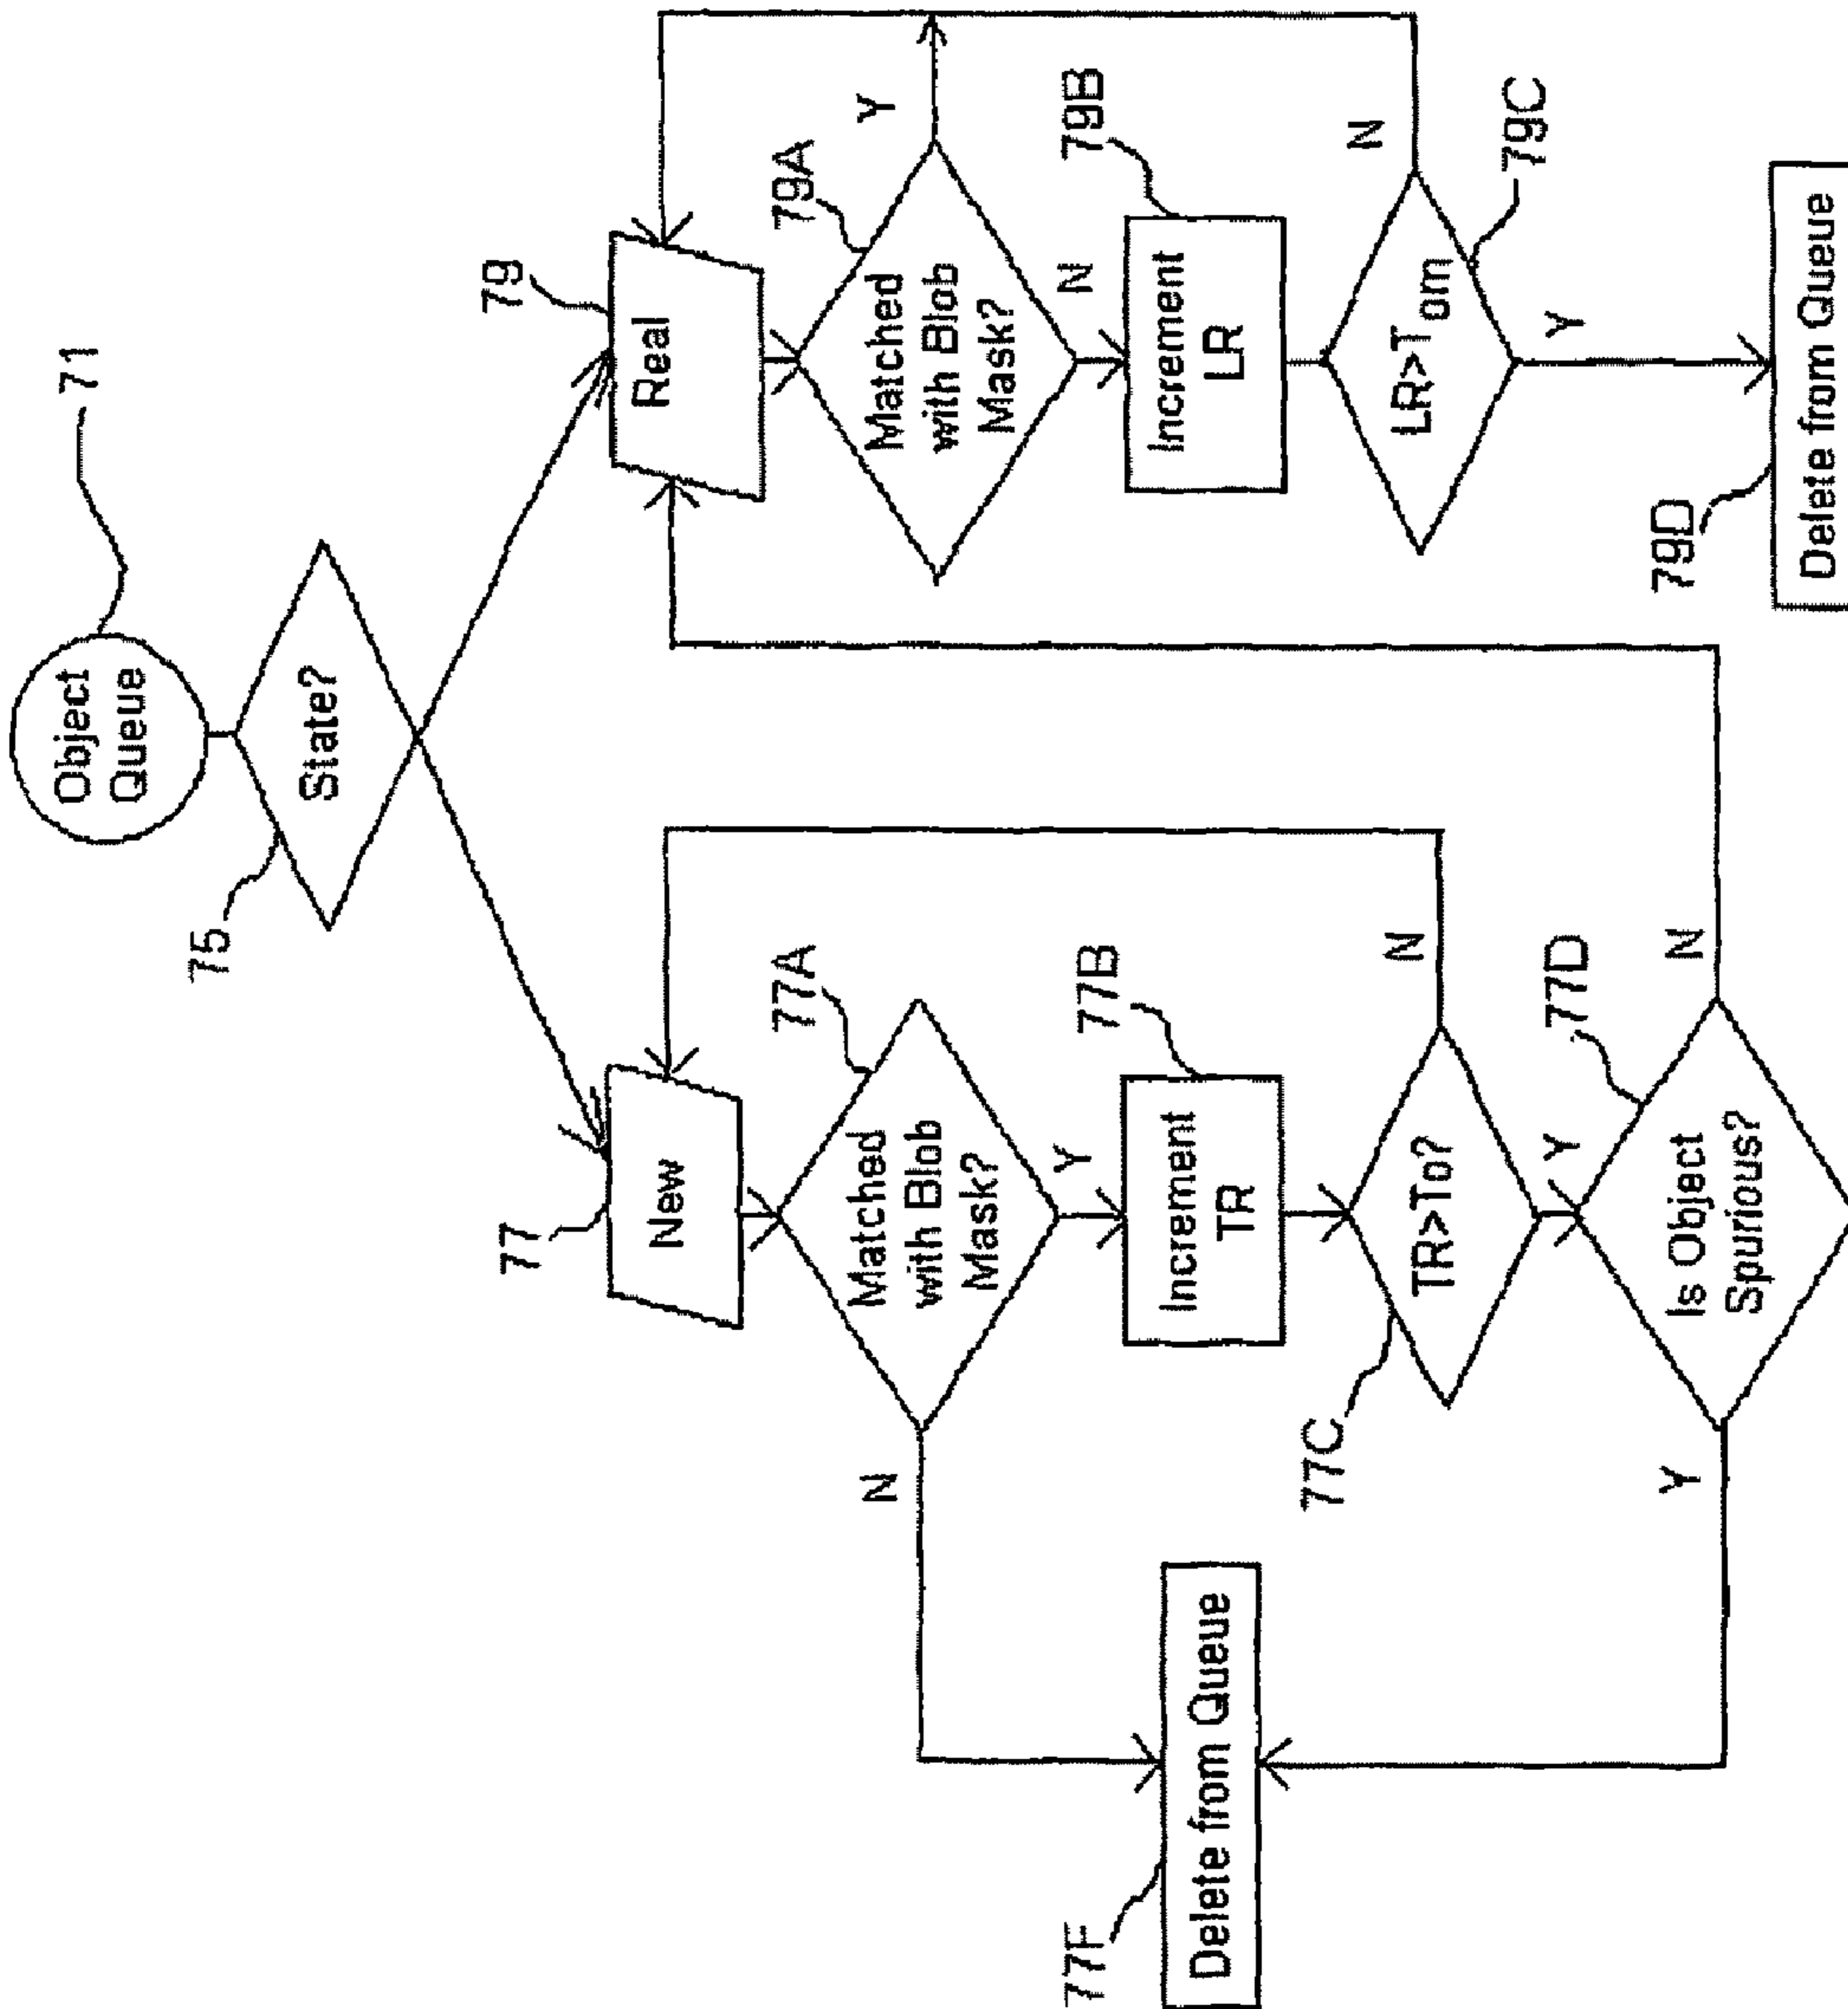 Object
Queue
71
State?
75
77
New
Matched
with Blob
Mask?
77A
N
Y
Increment
TR
77B
TR>To?
77C
N
Y
Is Object
Spurious?
77D
Y
N
77F
Delete from Queue
79
Real
Matched
with Blob
Mask?
79A
Y
N
Increment
LR
79B
LR>Tom
79C
N
Y
79D
Delete from Queue